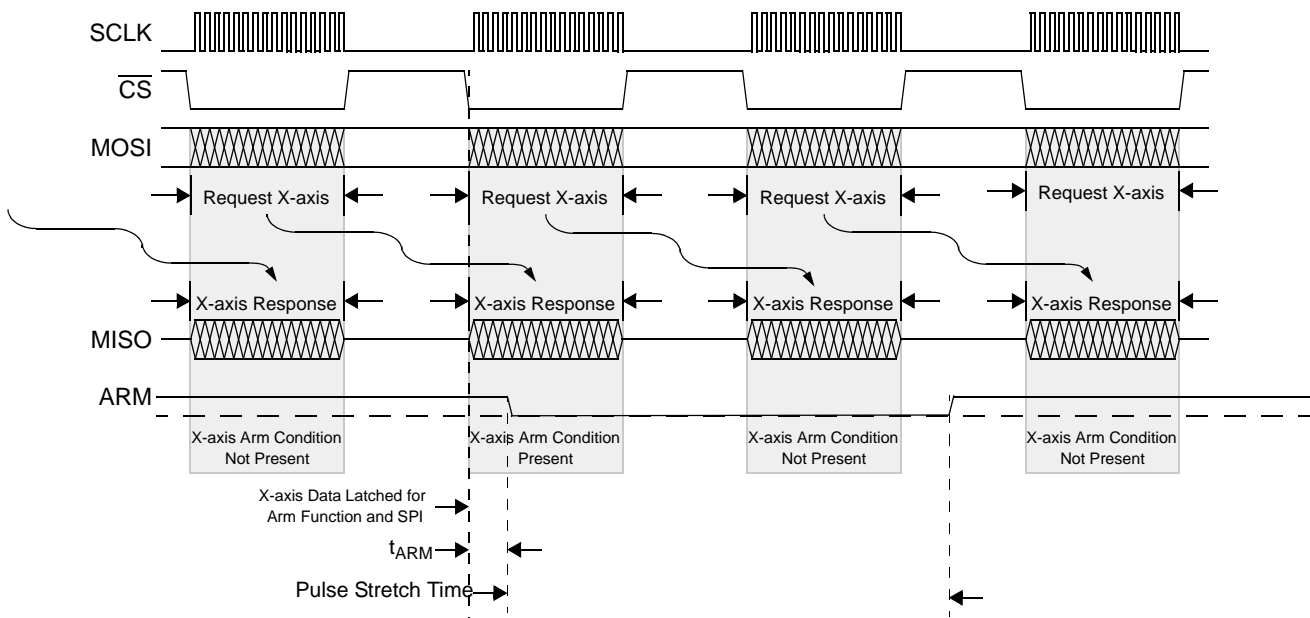 SCLK
CS
MOSI
Request X-axis
Request X-axis
Request X-axis
Request X-axis
X-axis Response
X-axis Response
X-axis Response
X-axis Response
MISO
ARM
X-axis Arm Condition
Not Present
X-axis Arm Condition
Present
X-axis Arm Condition
Not Present
X-axis Arm Condition
Not Present
X-axis Data Latched for
Arm Function and SPI
tARM
Pulse Stretch Time